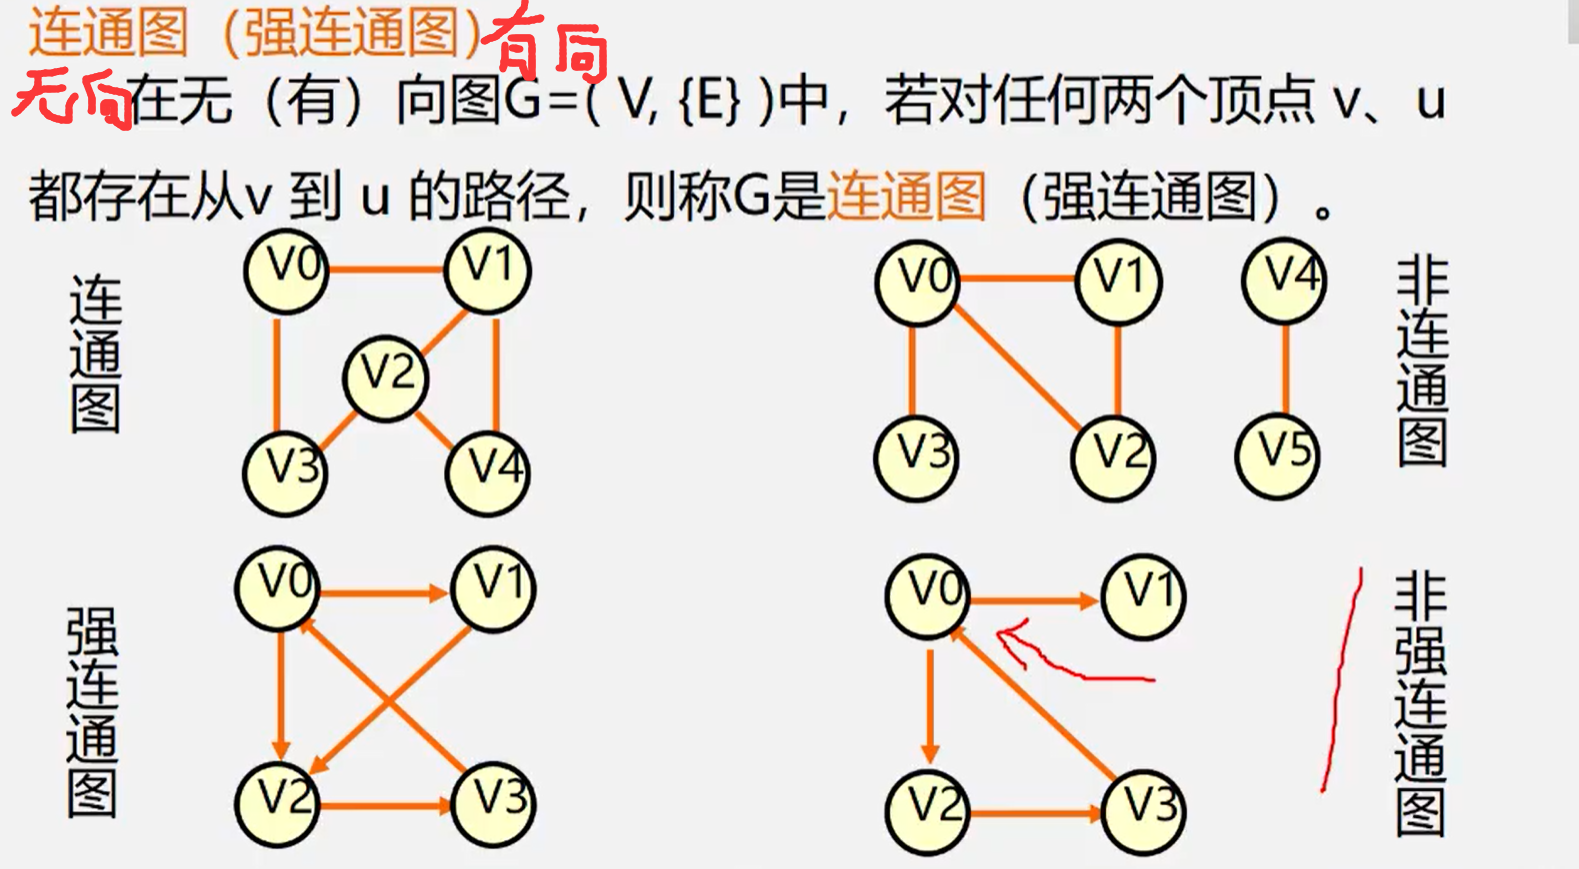 连通图（强连通图）有向
无向在无（有）向图G=( V, {E} )中，若对任何两个顶点 v、u
都存在从v 到 u 的路径，则称G是连通图（强连通图）。
连通图
V0 V1
V2
V3 V4
V0 V1 V4
V3 V2 V5
非连通图
强连通图
V0 V1
V2 V3
V0 V1
V2 V3
非强连通图